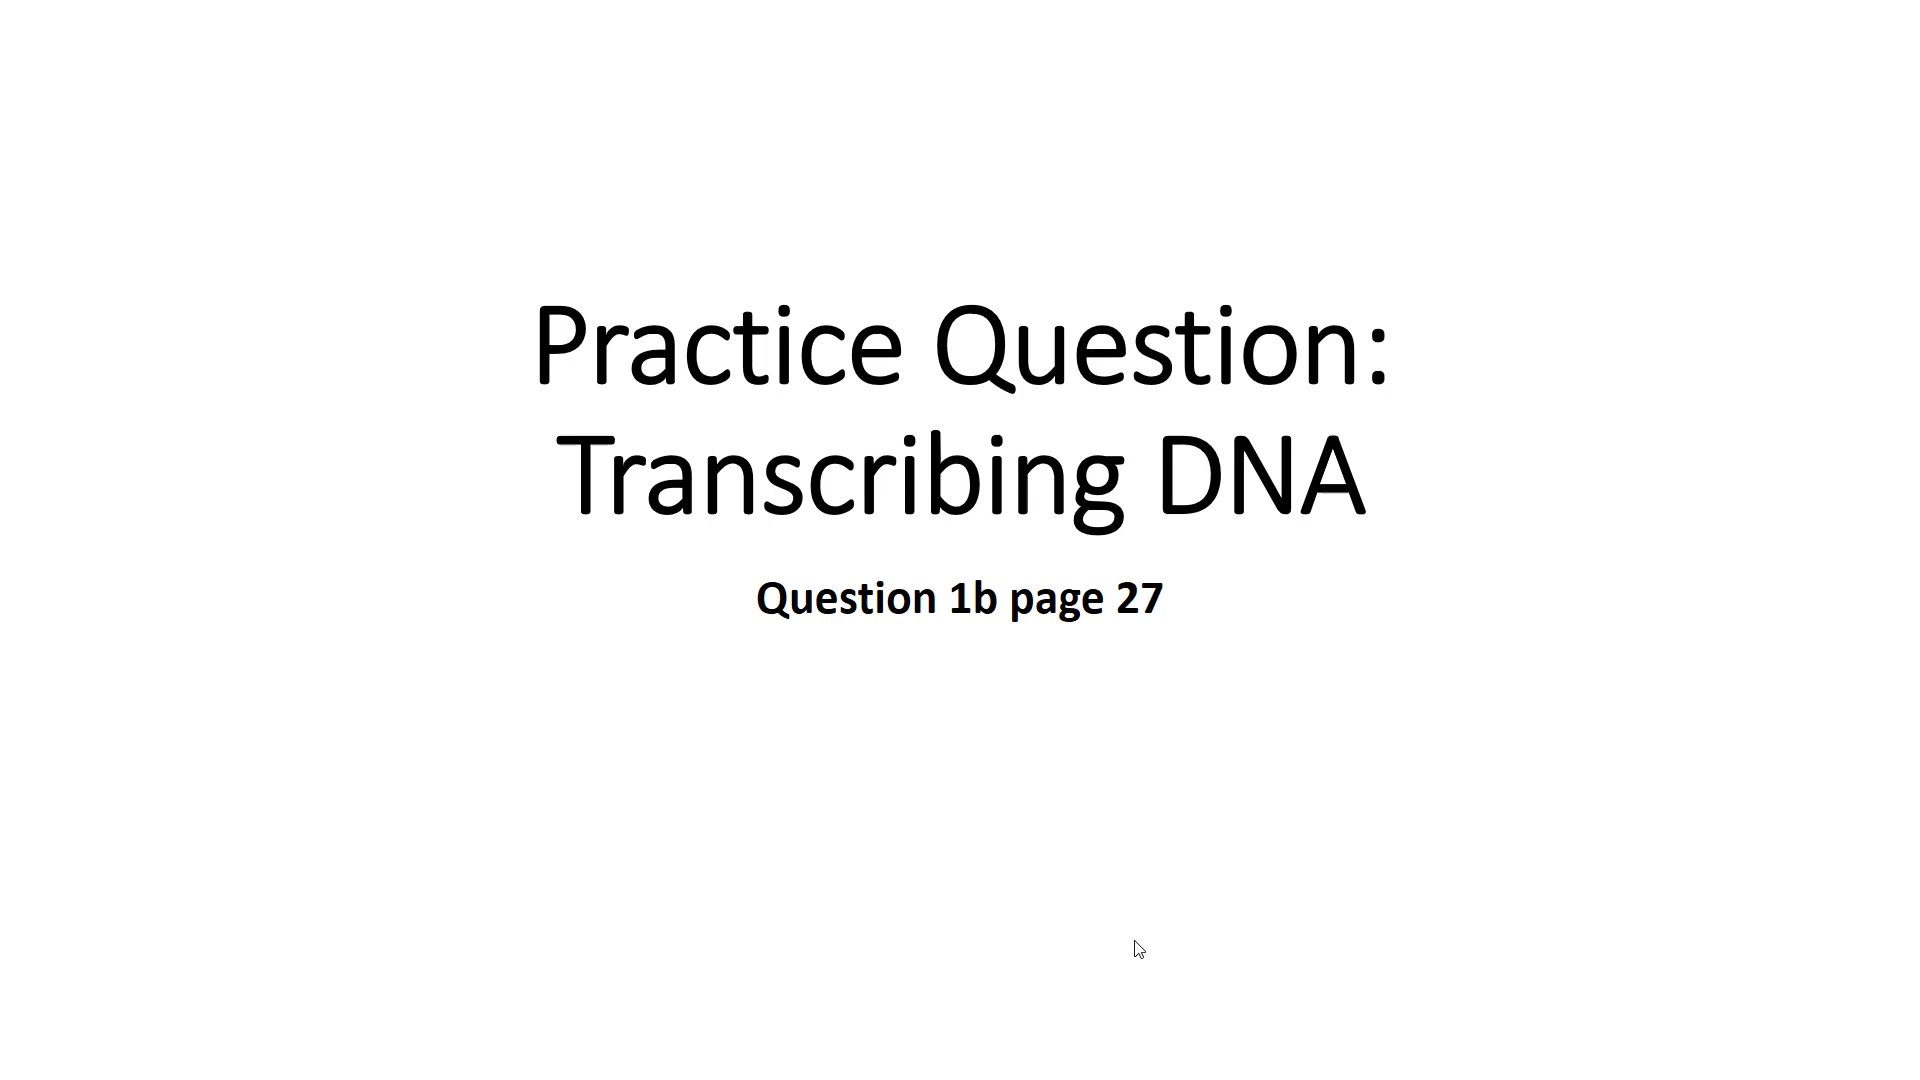 Practice Question:
Transcribing DNA
Question 1b page 27